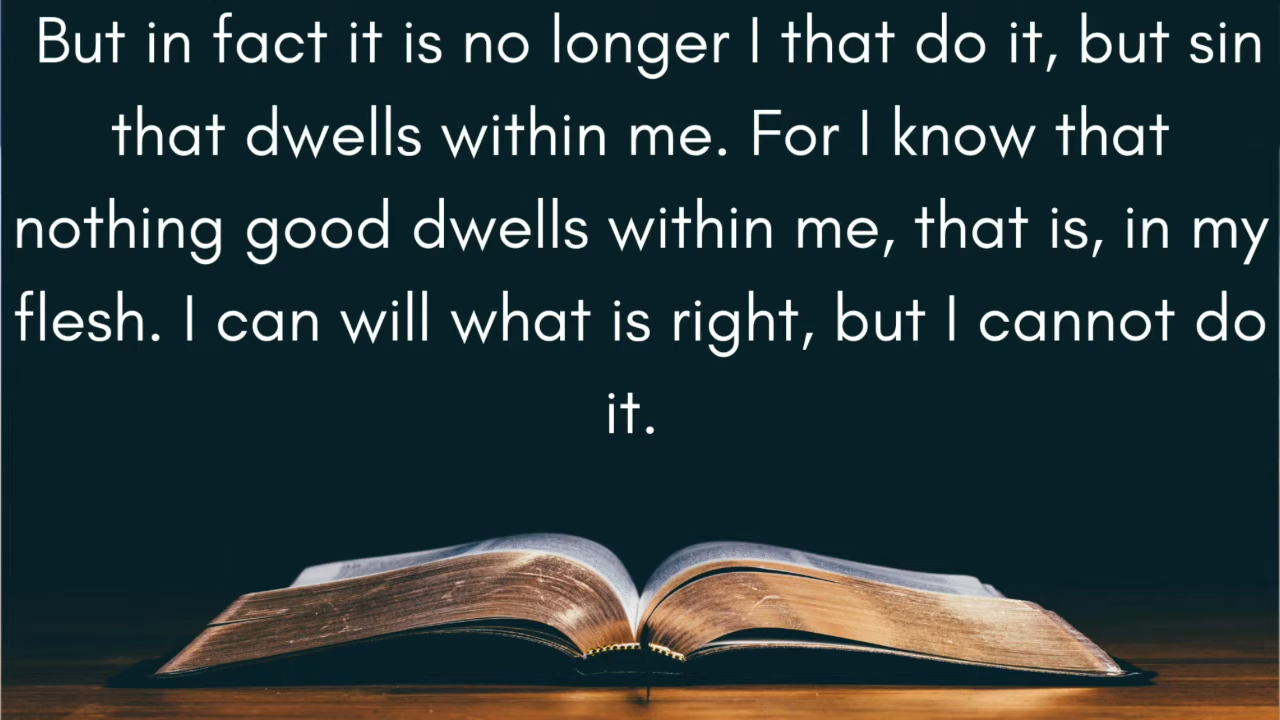 But in fact it is no longer I that do it, but sin
that dwells within me. For I know that
nothing good dwells within me, that is, in my
flesh. I can will what is right, but I cannot do
it.